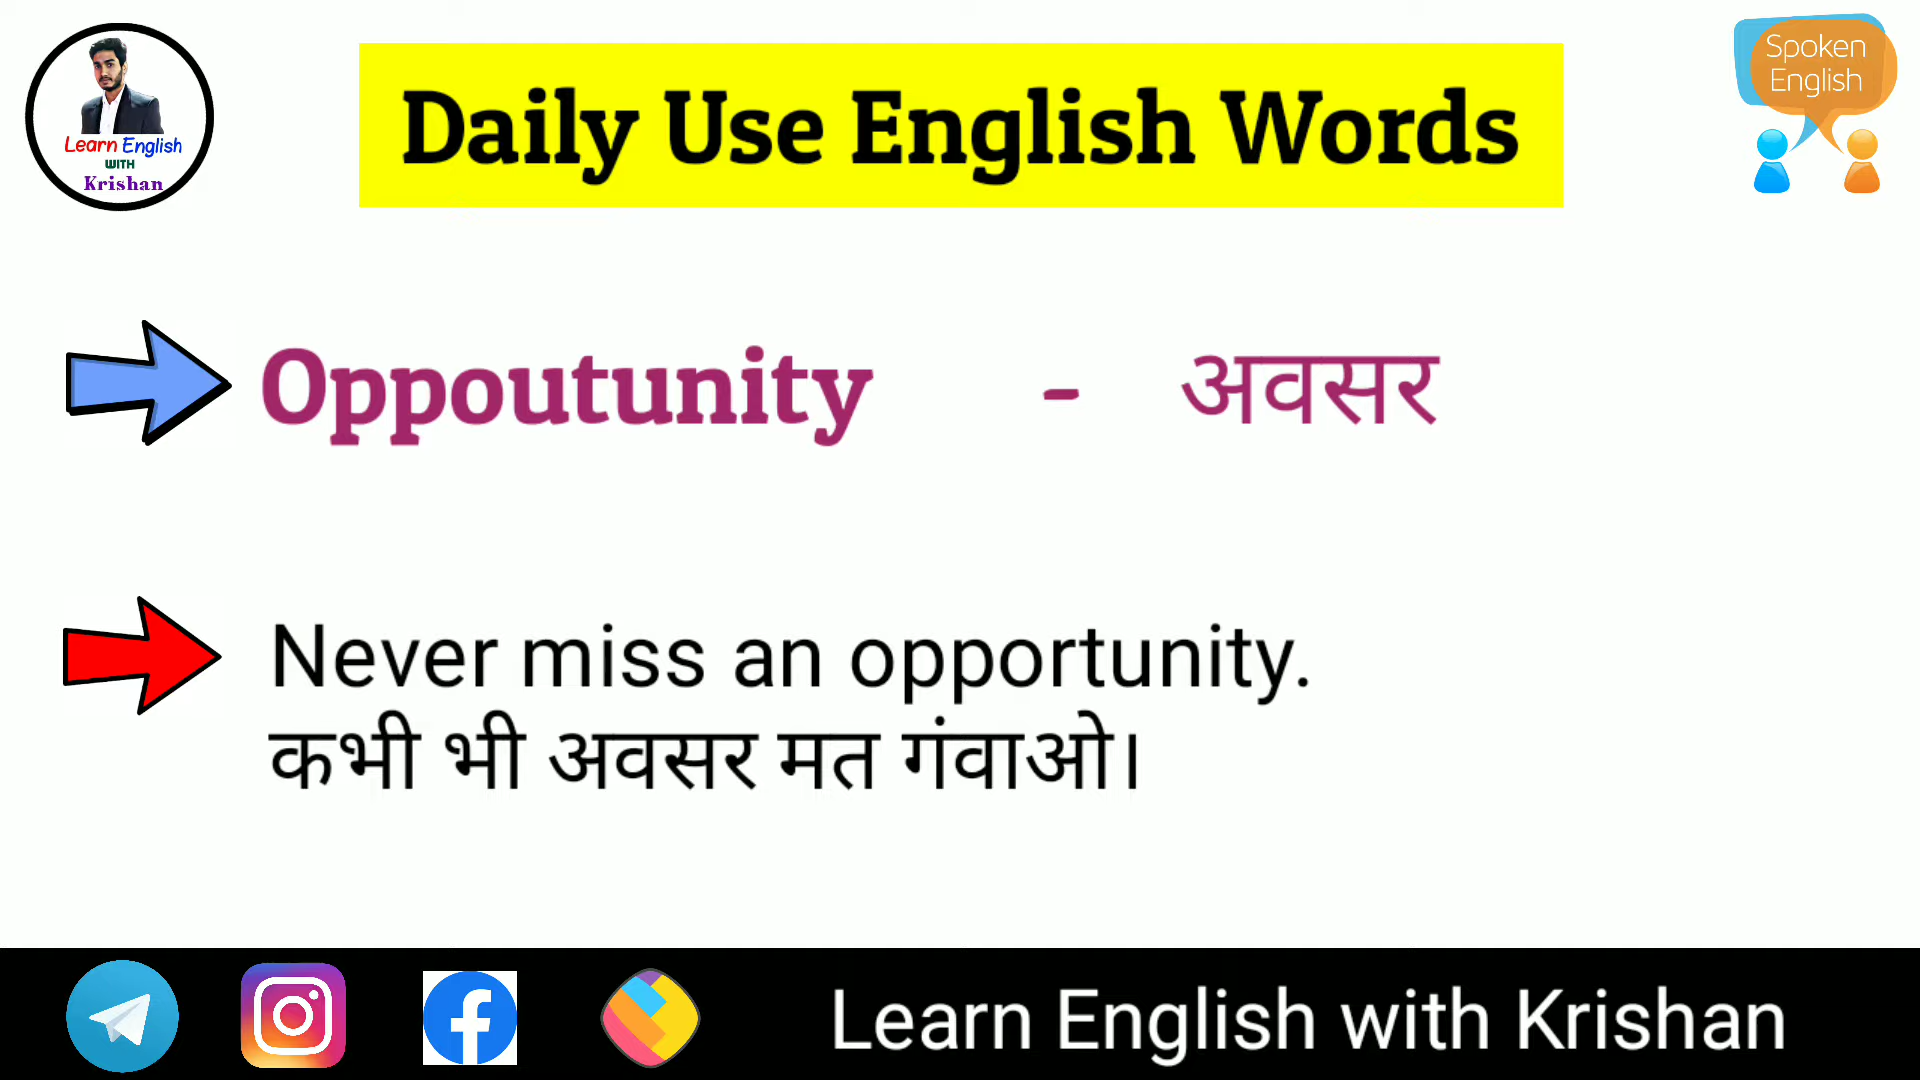 Learn English
WITH
Krishan
Daily Use English Words
Spoken
English
Oppoutunity - अवसर
Never miss an opportunity.
कभी भी अवसर मत गंवाओ।
Learn English with Krishan